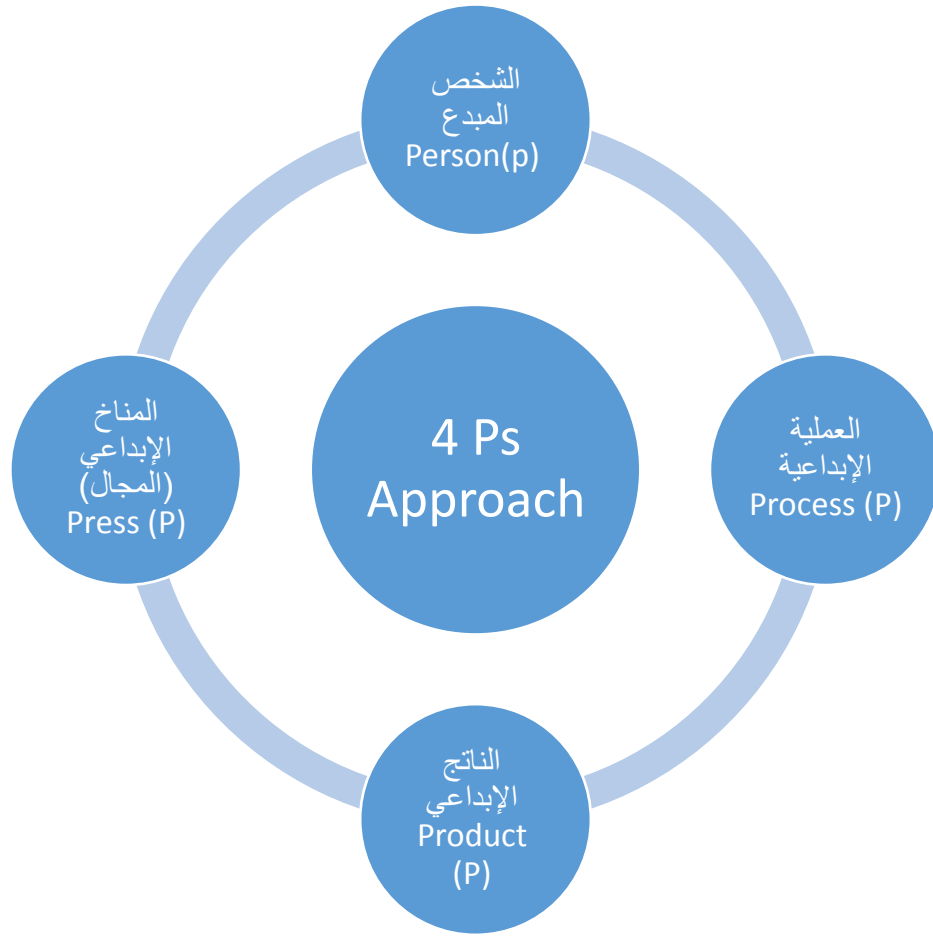 الشخص
المبدع
Person(p)
العملية
الإبداعية
Process (P)
الناتج
الإبداعي
Product
(P)
المناخ
الإبداعي
(المجال)
Press (P)
4 Ps
Approach